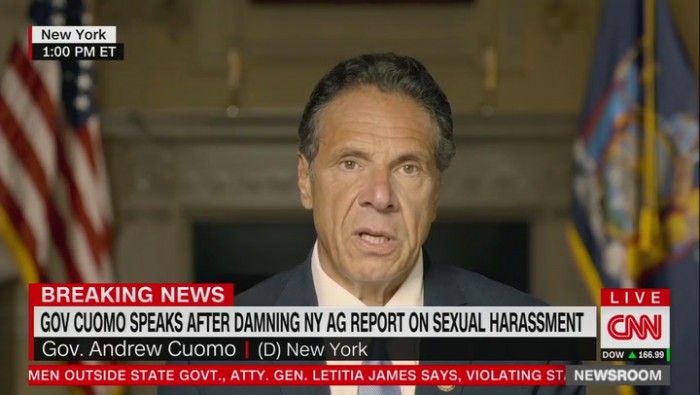 New York
1:00 PM ET
BREAKING NEWS
GOV CUOMO SPEAKS AFTER DAMNING NY AG REPORT ON SEXUAL HARASSMENT
Gov. Andrew Cuomo | (D) New York
LIVE
CNN
DOW ▲ 166.99
MEN OUTSIDE STATE GOVT., ATTY. GEN. LETITIA JAMES SAYS, VIOLATING
NEWSROOM